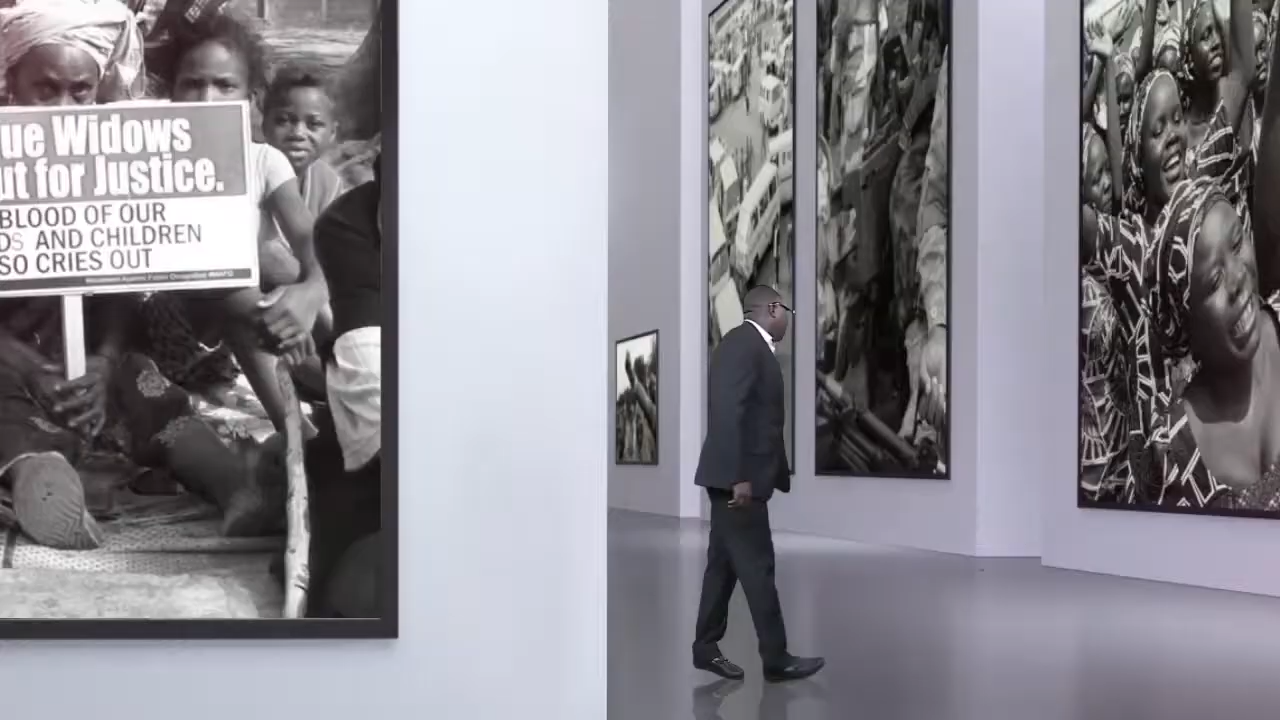 ue Widows
ut for Justice.
BLOOD OF OUR
DS AND CHILDREN
SO CRIES OUT